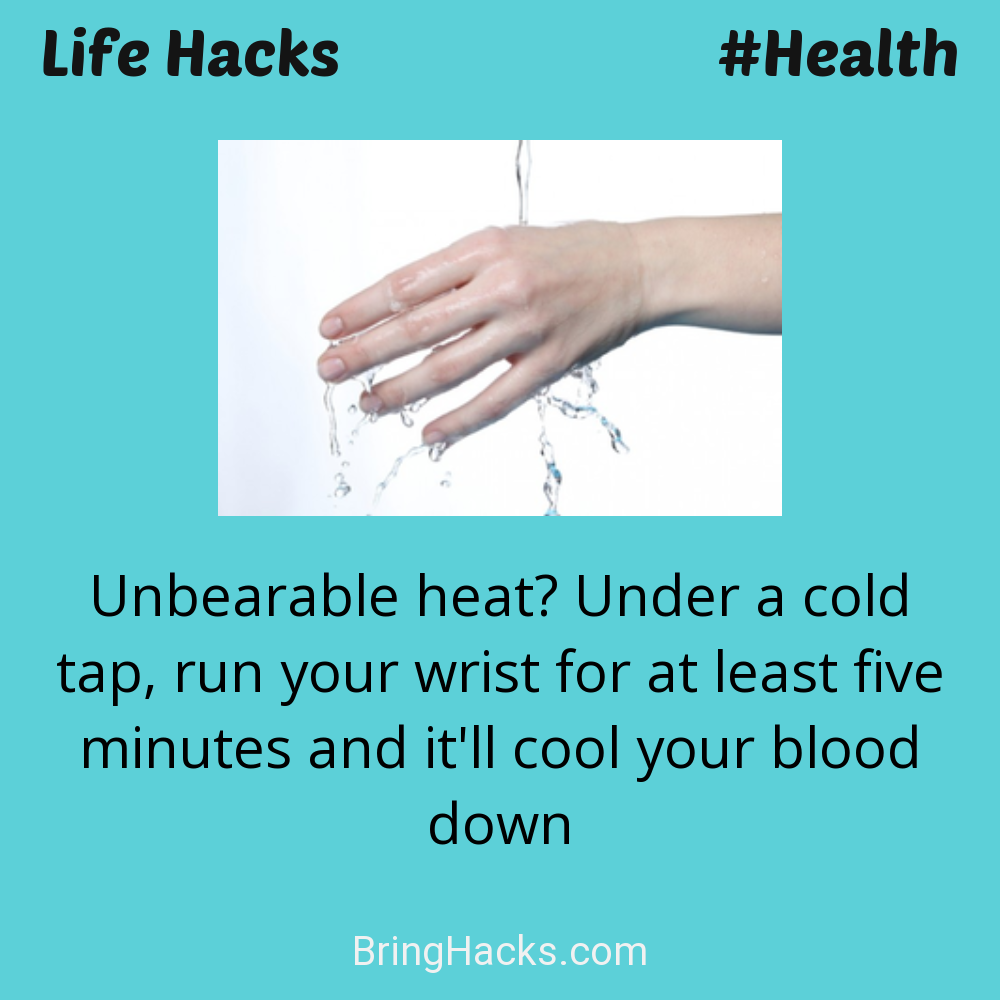 Life Hacks
#Health
Unbearable heat? Under a cold
tap, run your wrist for at least five
minutes and it'll cool your blood
down
BringHacks.com